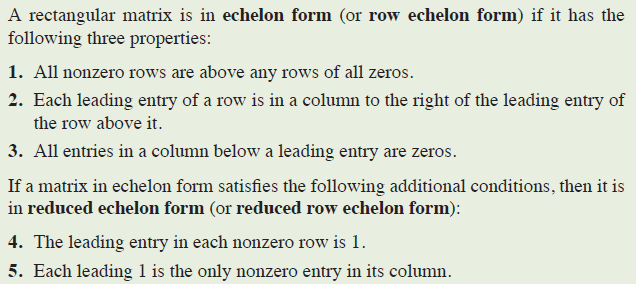 A rectangular matrix is in echelon form (or row echelon form) if it has the
following three properties:
1. All nonzero rows are above any rows of all zeros.
2. Each leading entry of a row is in a column to the right of the leading entry of
the row above it.
3. All entries in a column below a leading entry are zeros.
If a matrix in echelon form satisfies the following additional conditions, then it is
in reduced echelon form (or reduced row echelon form):
4. The leading entry in each nonzero row is 1.
5. Each leading 1 is the only nonzero entry in its column.